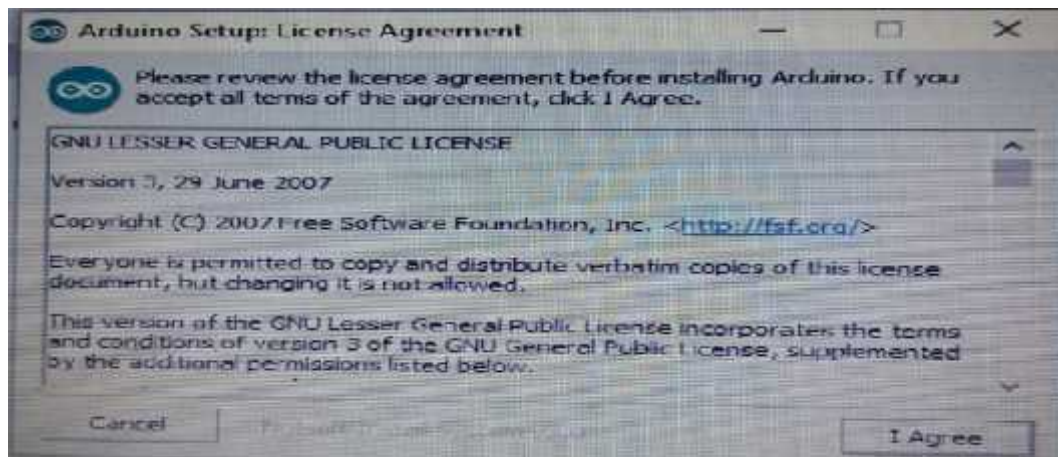 Arduino Setup: License Agreement
Please review the license agreement before installing Arduino. If you
accept all terms of the agreement, click I Agree.
GNU LESSER GENERAL PUBLIC LICENSE
Version 3, 29 June 2007
Copyright (C) 2007 Free Software Foundation, Inc. <http://fsf.org/>
Everyone is permitted to copy and distribute verbatim copies of this license
document, but changing it is not allowed.
This version of the GNU Lesser General Public License incorporates the terms
and conditions of version 3 of the GNU General Public License, supplemented
by the additional permissions listed below.
Cancel
I Agree